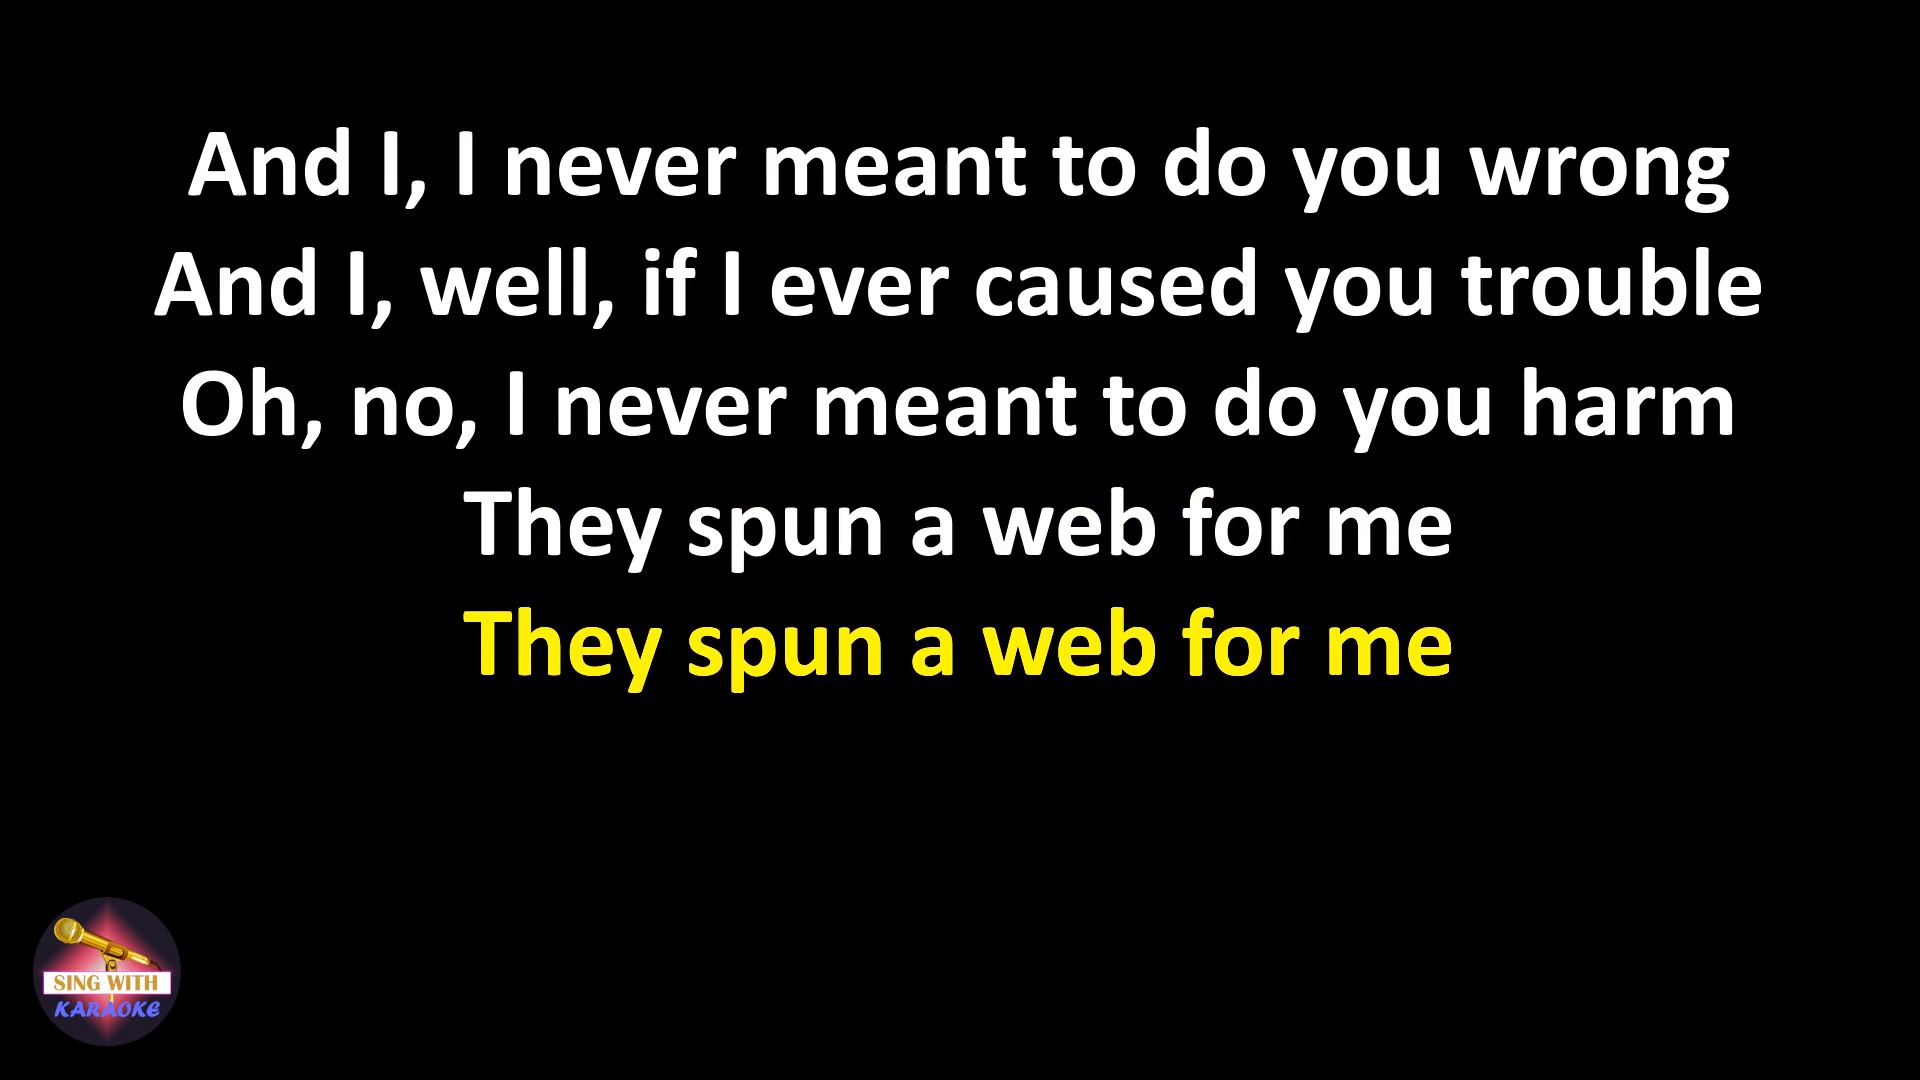 And I, I never meant to do you wrong
And I, well, if I ever caused you trouble
Oh, no, I never meant to do you harm
They spun a web for me
They spun a web for me
SING WITH
KARAOKE